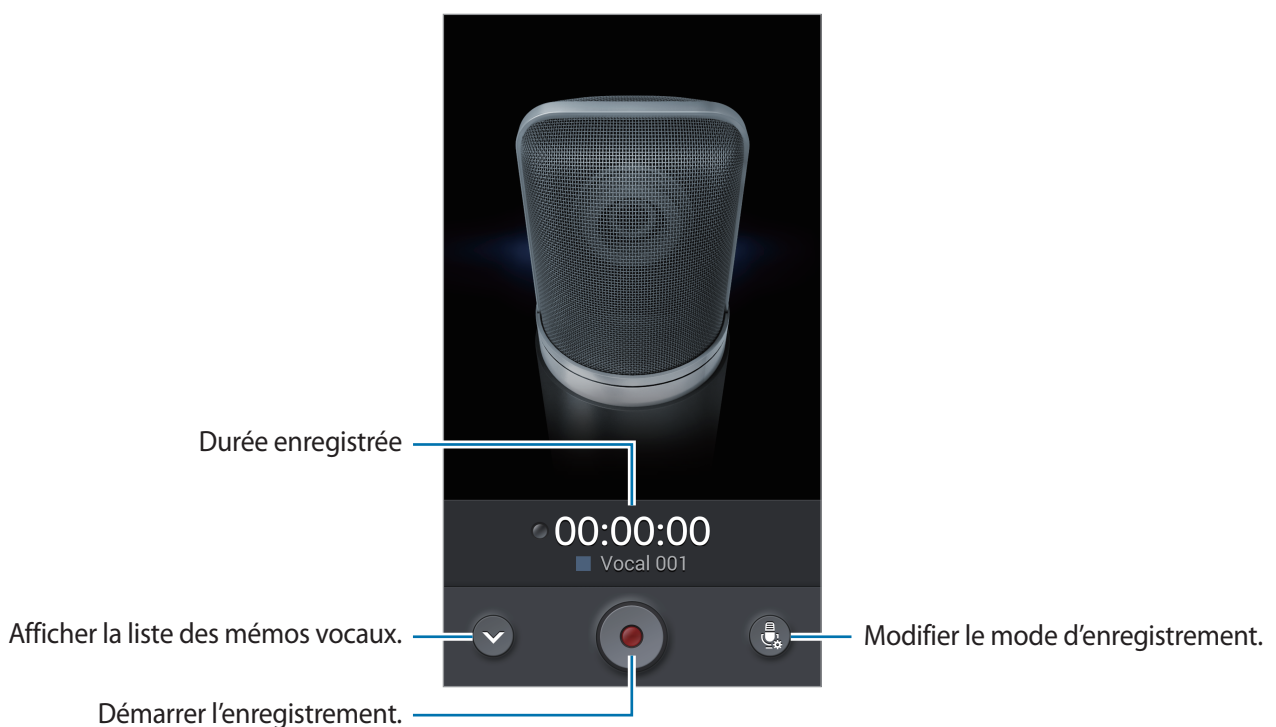 Durée enregistrée
00:00:00
Vocal 001
Afficher la liste des mémos vocaux.
Modifier le mode d'enregistrement.
Démarrer l'enregistrement.